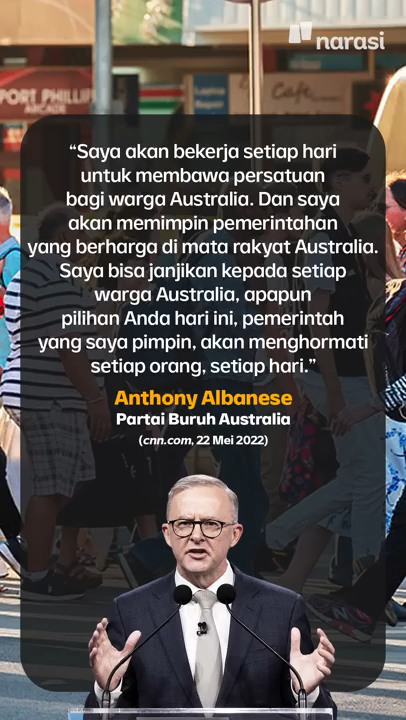 narasi
PORT PHILLIP
ARCADE
Laptop
Repair
Cafe
“Saya akan bekerja setiap hari
untuk membawa persatuan
bagi warga Australia. Dan saya
akan memimpin pemerintahan
yang berharga di mata rakyat Australia.
Saya bisa janjikan kepada setiap
warga Australia, apapun
pilihan Anda hari ini, pemerintah
yang saya pimpin, akan menghormati
setiap orang, setiap hari.”
Anthony Albanese
Partai Buruh Australia
(cnn.com, 22 Mei 2022)